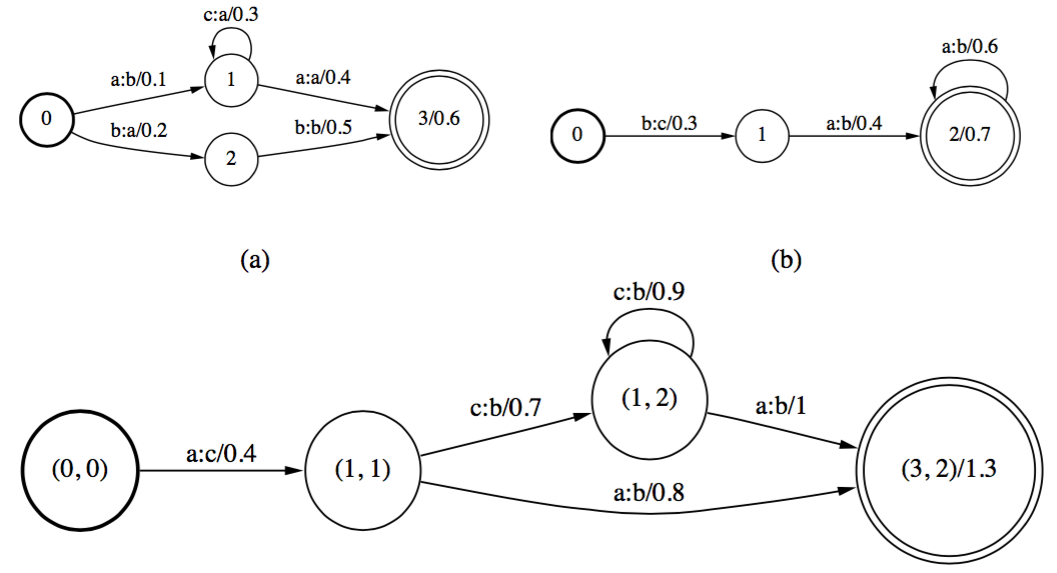 c:a/0.3
a:b/0.1
1
a:a/0.4
0
3/0.6
b:a/0.2
2
b:b/0.5
(a)
a:b/0.6
0
b:c/0.3
1
a:b/0.4
2/0.7
(b)
c:b/0.9
(1, 2)
c:b/0.7
a:b/1
(0, 0)
a:c/0.4
(1, 1)
(3, 2)/1.3
a:b/0.8